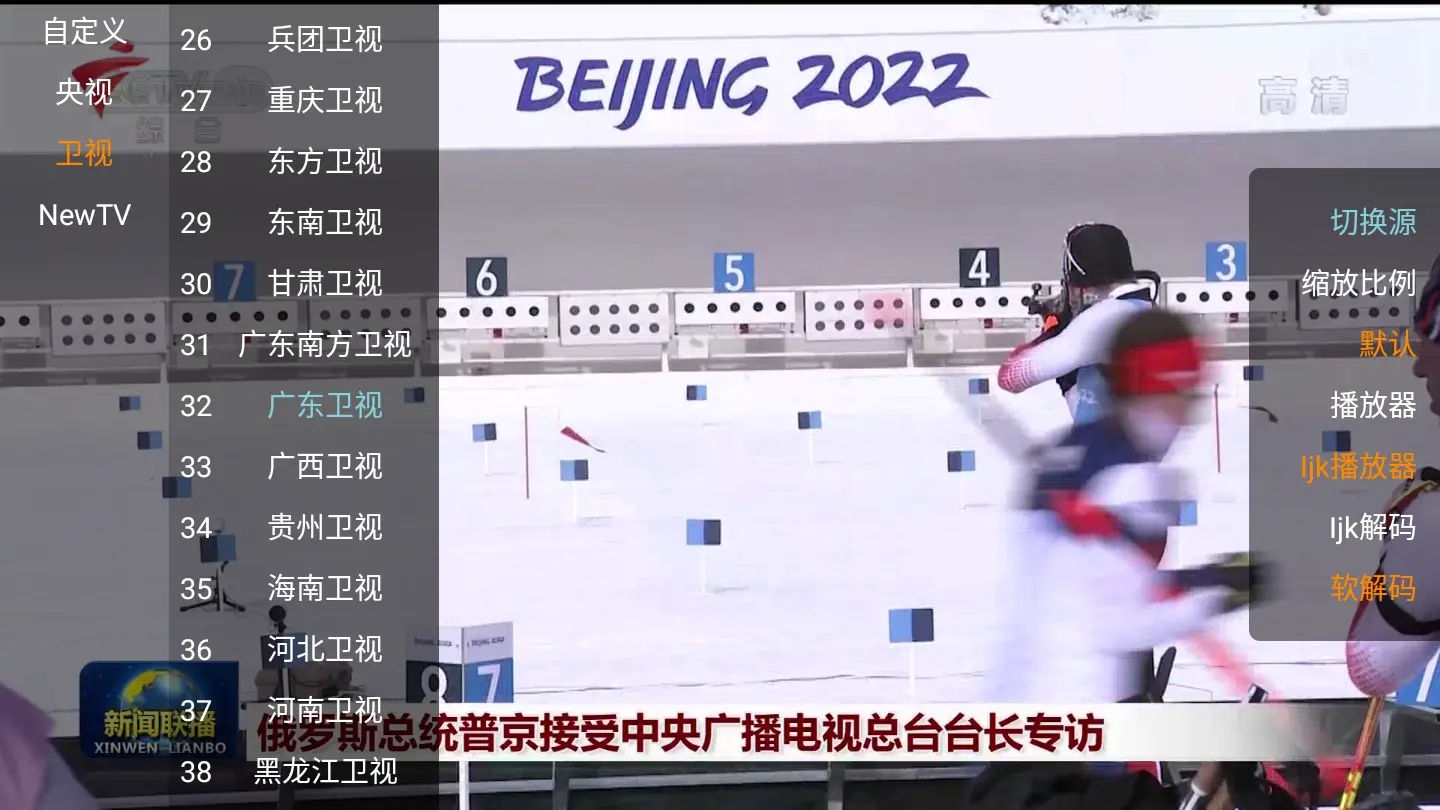 自定义
央视
卫视
NewTV
26 兵团卫视
27 重庆卫视
28 东方卫视
29 东南卫视
30 甘肃卫视
31 广东南方卫视
32 广东卫视
33 广西卫视
34 贵州卫视
35 海南卫视
36 河北卫视
37 河南卫视
38 黑龙江卫视
综合
BEIJING 2022
高清
7
6
5
4
3
切换源
缩放比例
默认
播放器
Ijk播放器
Ijk解码
软解码
8
7
新闻联播
XINWEN LIANBO
俄罗斯总统普京接受中央广播电视总台台长专访